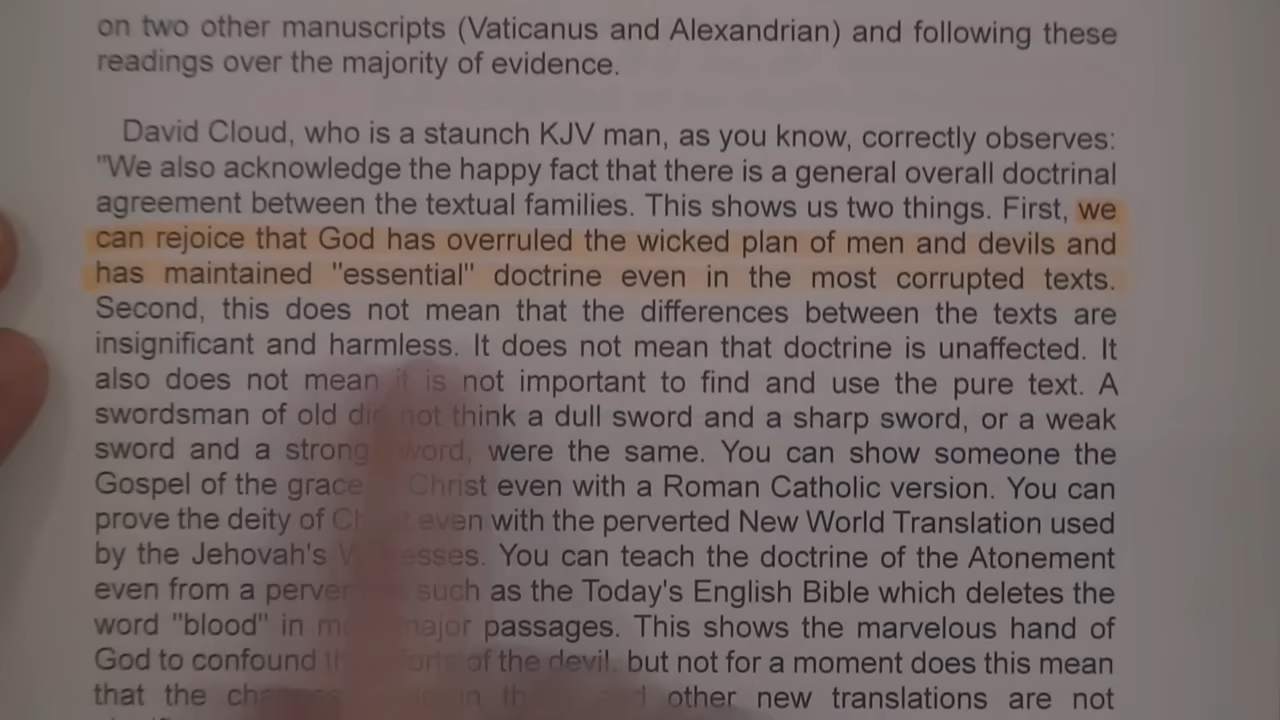 on two other manuscripts (Vaticanus and Alexandrian) and following these
readings over the majority of evidence.
David Cloud, who is a staunch KJV man, as you know, correctly observes:
"We also acknowledge the happy fact that there is a general overall doctrinal
agreement between the textual families. This shows us two things. First, we
can rejoice that God has overruled the wicked plan of men and devils and
has maintained "essential" doctrine even in the most corrupted texts.
Second, this does not mean that the differences between the texts are
insignificant and harmless. It does not mean that doctrine is unaffected. It
also does not mean it is not important to find and use the pure text. A
swordsman of old did not think a dull sword and a sharp sword, or a weak
sword and a strong sword, were the same. You can show someone the
Gospel of the grace Christ even with a Roman Catholic version. You can
prove the deity of Christ even with the perverted New World Translation used
by the Jehovah's Witnesses. You can teach the doctrine of the Atonement
even from a such as the Today's English Bible which deletes the
word "blood" in major passages. This shows the marvelous hand of
God to confound of the devil, but not for a moment does this mean
that the other new translations are not